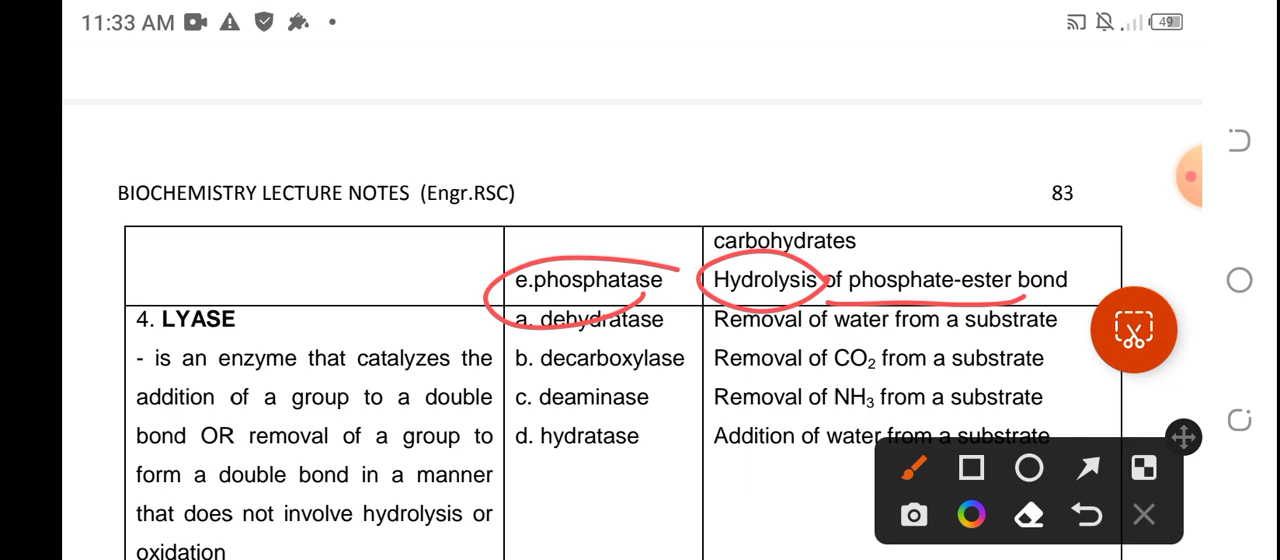 11:33 AM
49
BIOCHEMISTRY LECTURE NOTES (Engr.RSC) 83
carbohydrates
e.phosphatase Hydrolysis of phosphate-ester bond
4. LYASE a. dehydratase Removal of water from a substrate
- is an enzyme that catalyzes the b. decarboxylase Removal of CO₂ from a substrate
addition of a group to a double c. deaminase Removal of NH₃ from a substrate
bond OR removal of a group to d. hydratase Addition of water from a substrate
form a double bond in a manner
that does not involve hydrolysis or
oxidation